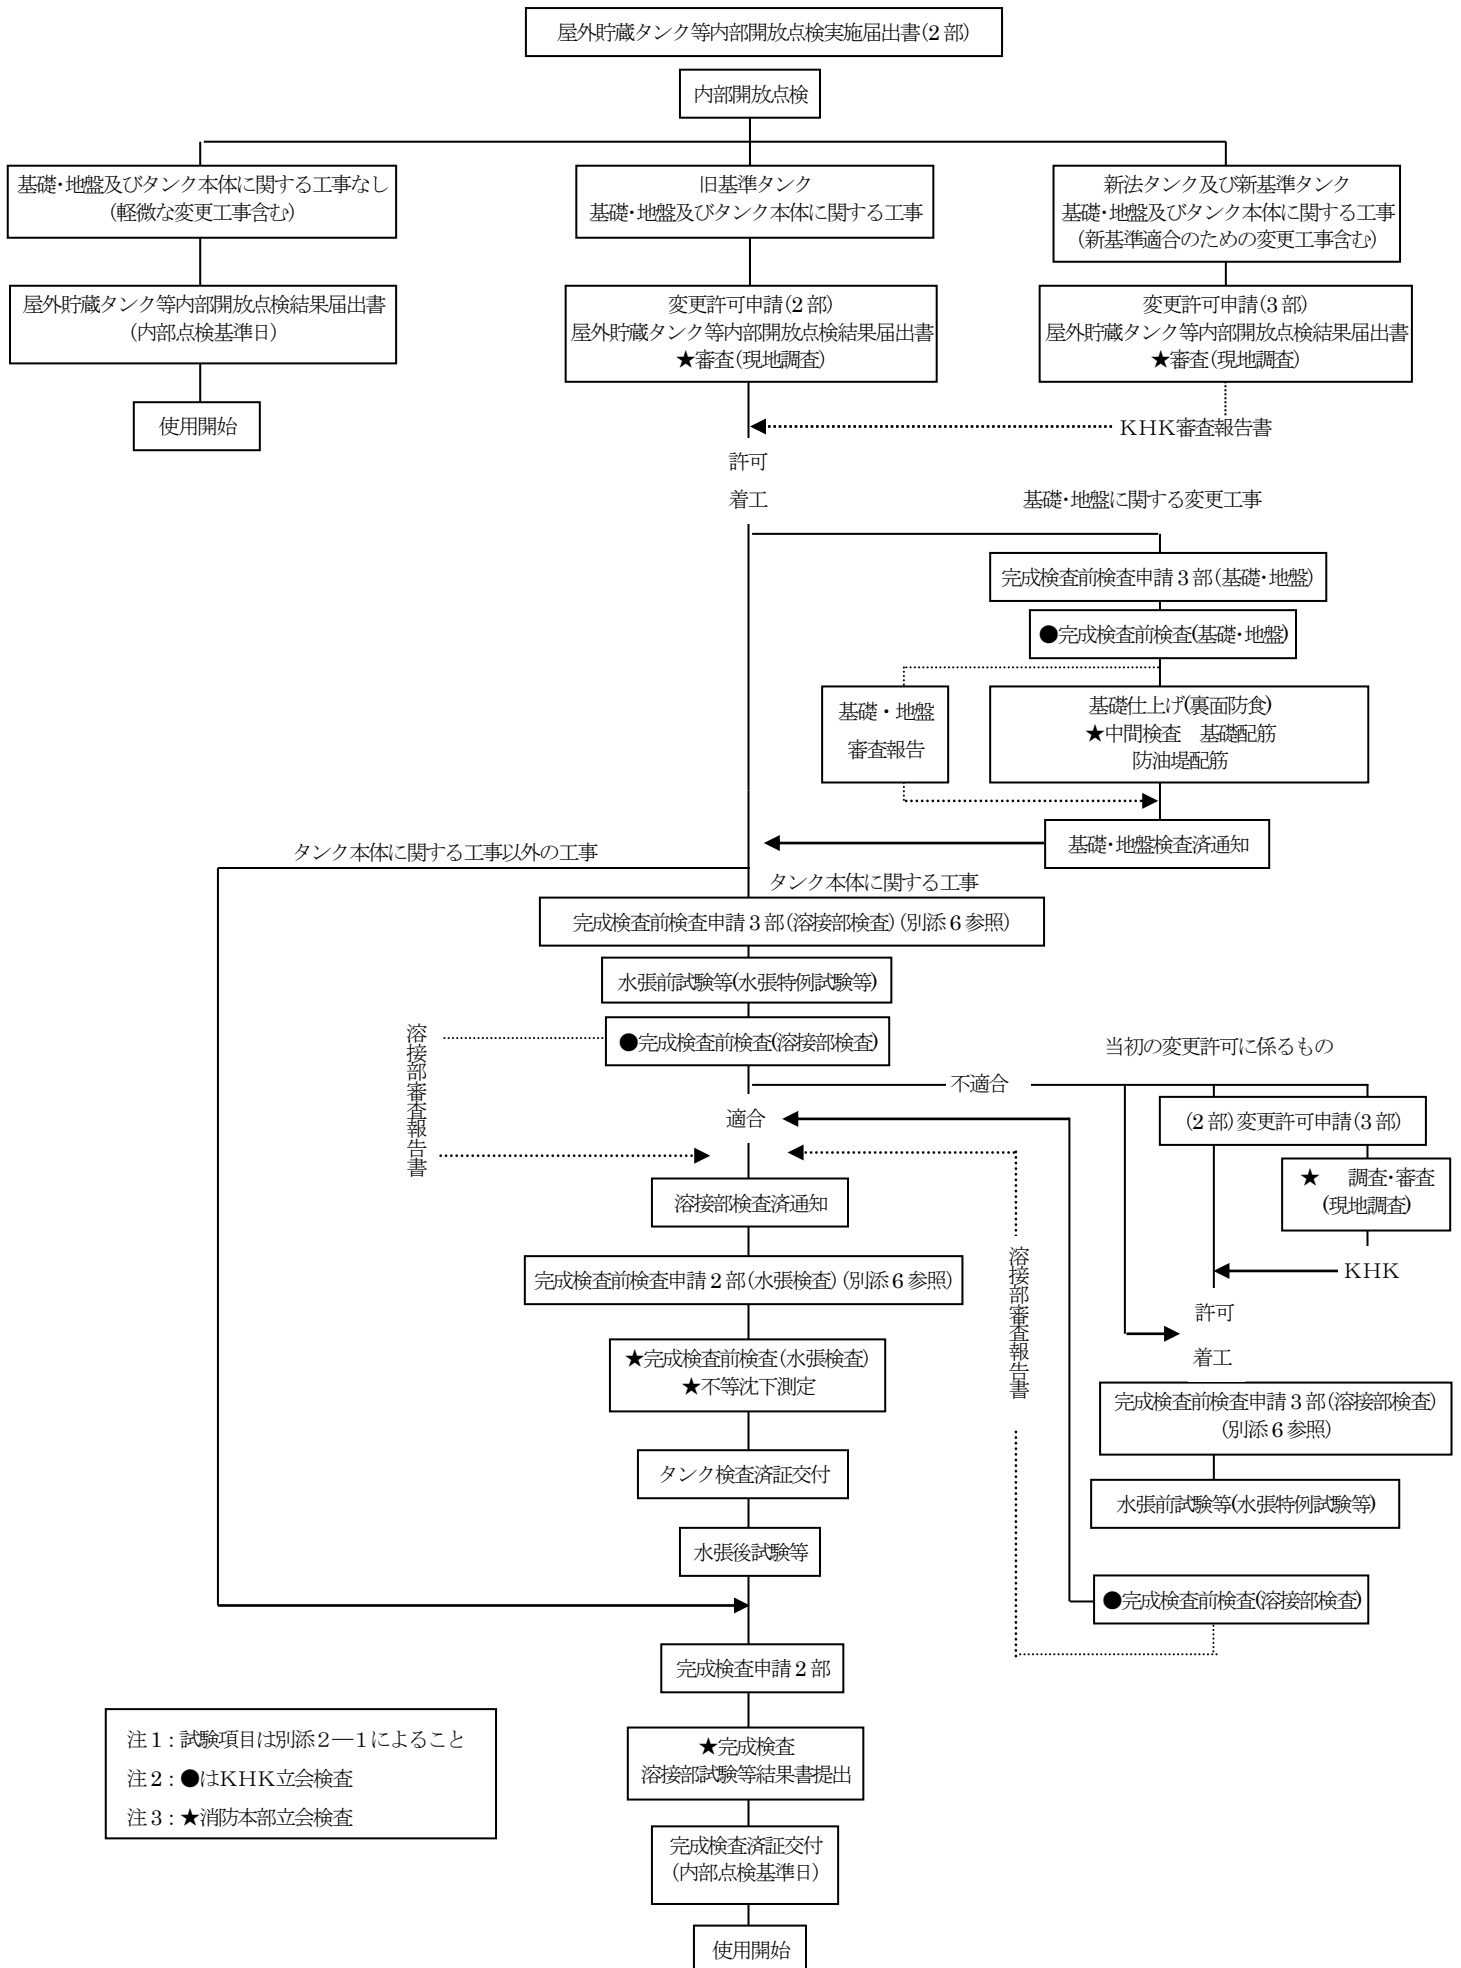 屋外貯蔵タンク等内部開放点検実施届出書(2部)
内部開放点検
基礎・地盤及びタンク本体に関する工事なし
(軽微な変更工事含む)
旧基準タンク
基礎・地盤及びタンク本体に関する工事
新法タンク及び新基準タンク
基礎・地盤及びタンク本体に関する工事
(新基準適合のための変更工事含む)
屋外貯蔵タンク等内部開放点検結果届出書
(内部点検基準日)
変更許可申請(2部)
屋外貯蔵タンク等内部開放点検結果届出書
★審査(現地調査)
変更許可申請(3部)
屋外貯蔵タンク等内部開放点検結果届出書
★審査(現地調査)
使用開始
KHK審査報告書
許可
着工
基礎・地盤に関する変更工事
完成検査前検査申請3部(基礎・地盤)
●完成検査前検査(基礎・地盤)
基礎・地盤
審査報告
基礎仕上げ(裏面防食)
★中間検査 基礎配筋
防油堤配筋
基礎・地盤検査済通知
タンク本体に関する工事以外の工事
タンク本体に関する工事
完成検査前検査申請3部(溶接部検査)(別添6参照)
水張前試験等(水張特例試験等)
●完成検査前検査(溶接部検査)
溶接部審査報告書
当初の変更許可に係るもの
不適合
適合
(2部)変更許可申請(3部)
★ 調査・審査
(現地調査)
溶接部検査済通知
溶接部審査報告書
完成検査前検査申請2部(水張検査)(別添6参照)
KHK
許可
着工
★完成検査前検査(水張検査)
★不等沈下測定
完成検査前検査申請3部(溶接部検査)
(別添6参照)
タンク検査済証交付
水張前試験等(水張特例試験等)
水張後試験等
●完成検査前検査(溶接部検査)
完成検査申請2部
注1:試験項目は別添2―1によること
注2:●はKHK立会検査
注3:★消防本部立会検査
★完成検査
溶接部試験等結果書提出
完成検査済証交付
(内部点検基準日)
使用開始